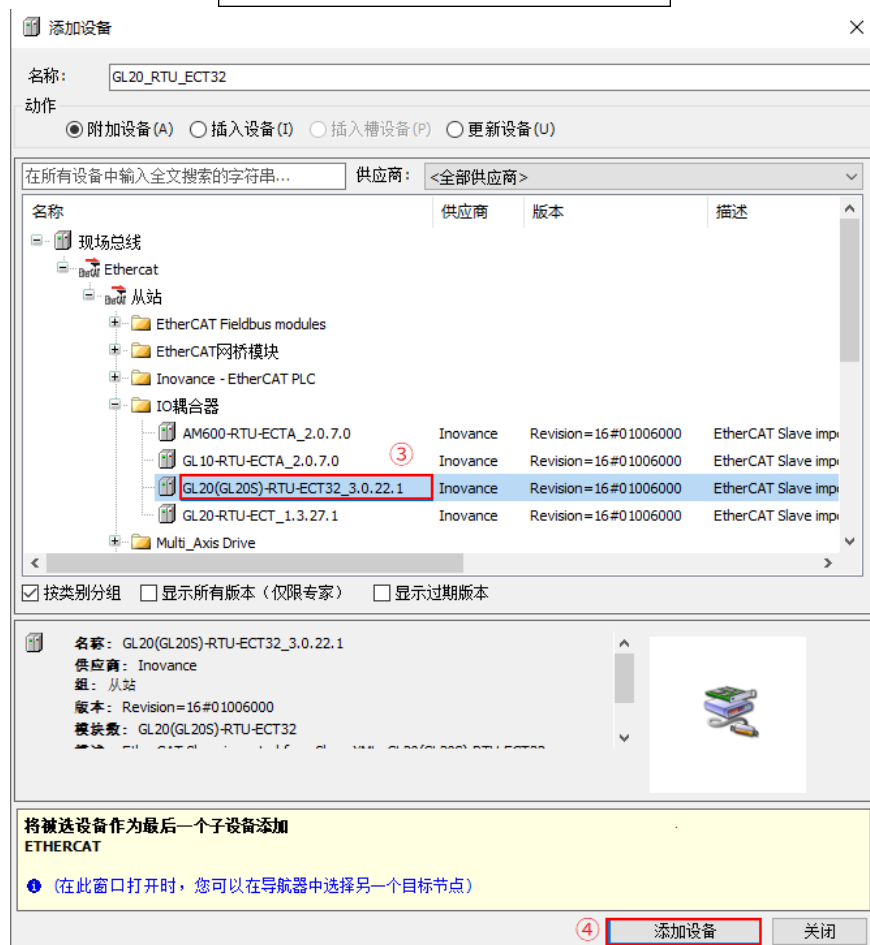 添加设备
名称: GL20_RTU_ECT32
动作
附加设备(A) 插入设备(I) 插入槽设备(P) 更新设备(U)
在所有设备中输入全文搜索的字符串... 供应商: <全部供应商>
名称 供应商 版本 描述
现场总线
EtherCAT Ethercat
EtherCAT 从站
EtherCAT Fieldbus modules
EtherCAT网桥模块
Inovance - EtherCAT PLC
IO耦合器
AM600-RTU-ECTA_2.0.7.0 Inovance Revision=16#01006000 EtherCAT Slave imp
GL10-RTU-ECTA_2.0.7.0 ③ Inovance Revision=16#01006000 EtherCAT Slave imp
GL20(GL20S)-RTU-ECT32_3.0.22.1 Inovance Revision=16#01006000 EtherCAT Slave imp
GL20-RTU-ECT_1.3.27.1 Inovance Revision=16#01006000 EtherCAT Slave imp
Multi_Axis Drive
按类别分组 显示所有版本（仅限专家） 显示过期版本
名称: GL20(GL20S)-RTU-ECT32_3.0.22.1
供应商: Inovance
组: 从站
版本: Revision=16#01006000
模块数: GL20(GL20S)-RTU-ECT32
将被选设备作为最后一个子设备添加
ETHERCAT
(在此窗口打开时，您可以在导航器中选择另一个目标节点)
④ 添加设备 关闭